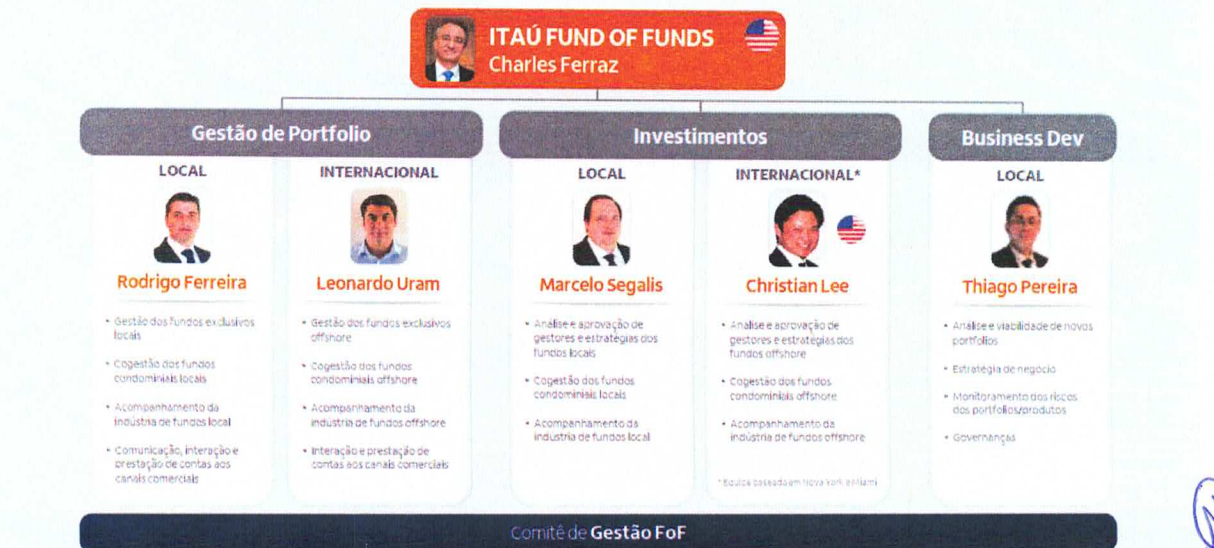 ITAÚ FUND OF FUNDS
Charles Ferraz
Gestão de Portfolio
LOCAL
Rodrigo Ferreira
• Gestão dos fundos exclusivos
locais
• Cogestão dos fundos
condominiais locais
• Acompanhamento da
indústria de fundos local
• Comunicação, interação e
prestação de contas aos
canais comerciais
INTERNACIONAL
Leonardo Uram
• Gestão dos fundos exclusivos
offshore
• Cogestão dos fundos
condominiais offshore
• Acompanhamento da
indústria de fundos offshore
• Interação e prestação de
contas aos canais comerciais
Investimentos
LOCAL
Marcelo Segalis
• Análise e aprovação de
gestores e estratégias dos
fundos locais
• Cogestão dos fundos
condominiais locais
• Acompanhamento da
indústria de fundos local
INTERNACIONAL*
Christian Lee
• Análise e aprovação de
gestores e estratégias dos
fundos offshore
• Cogestão dos fundos
condominiais offshore
• Acompanhamento da
indústria de fundos offshore
* Equipe baseada em Nova York e Miami
Business Dev
LOCAL
Thiago Pereira
• Análise e viabilidade de novos
portfolios
• Estratégia de negócio
• Monitoramento dos riscos
dos portfolios/produtos
• Governanças
Comitê de Gestão FoF